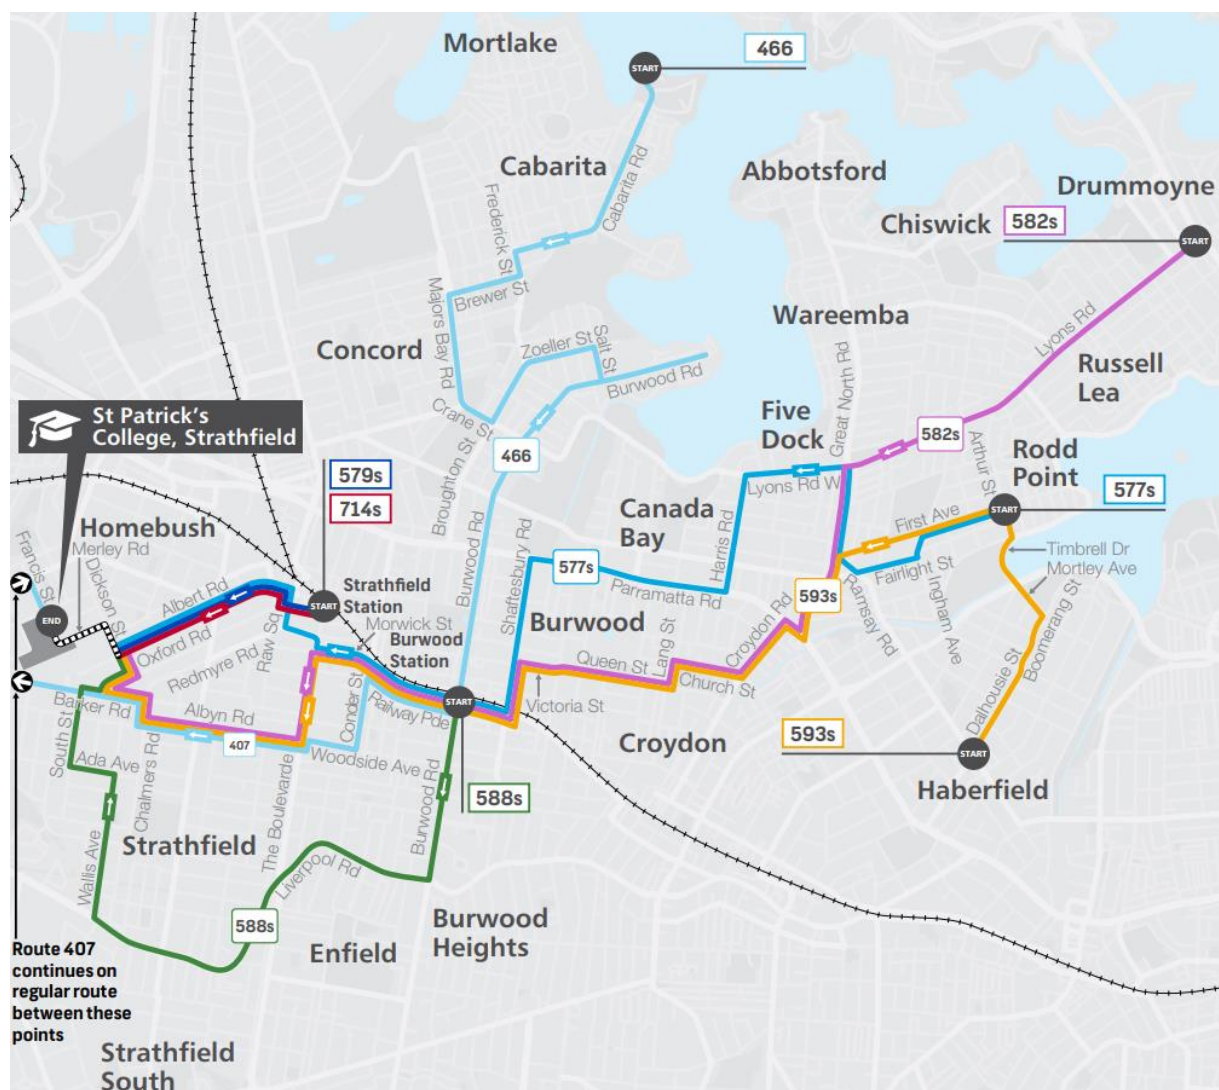 Mortlake
START
466
Cabarita
Cabarita Rd
Abbotsford
Drummoyne
Chiswick
582s
START
Frederick St
Brewer St
Majors Bay Rd
Wareemba
Lyons Rd
Concord
Zoeller St
Salt St
Burwood Rd
Russell
Lea
Great North Rd
Crane St
Five
Dock
582s
Arthur St
Rodd
Point
St Patrick's
College, Strathfield
Broughton St
466
Lyons Rd W
577s
START
579s
714s
Canada
Bay
First Ave
Homebush
Merley Rd
Francis St
Dickson St
Burwood Rd
Shaftesbury Rd
Harris Rd
577s
Parramatta Rd
Fairlight St
Timbrell Dr
Mortley Ave
Albert Rd
START
Strathfield
Station
593s
Ramsay Rd
Ingham Ave
Boomerang St
END
Oxford Rd
Raw Sq
Morwick St
Burwood
Lang St
Croydon Rd
Redmyre Rd
Burwood
Station
Queen St
Church St
Dalhousie St
Conder St
Railway Pde
START
Victoria St
Barker Rd
Albyn Rd
407
South St
Ada Ave
Chalmers Rd
The Boulevarde
Woodside Ave
Burwood Rd
Croydon
593s
START
Haberfield
588s
Strathfield
Wallis Ave
Liverpool Rd
588s
Enfield
Burwood
Heights
Route 407
continues on
regular route
between these
points
Strathfield
South